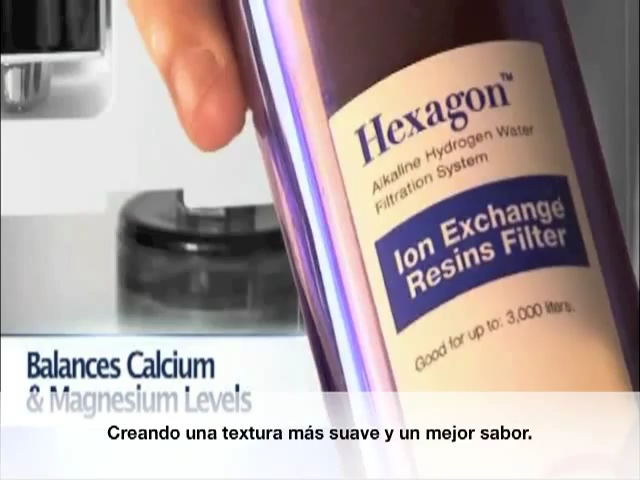 Hexagon™
Alkaline Hydrogen Water
Filtration System
Ion Exchange
Resins Filter
Good for up to: 3,000 liters.
Balances Calcium
& Magnesium Levels
Creando una textura más suave y un mejor sabor.